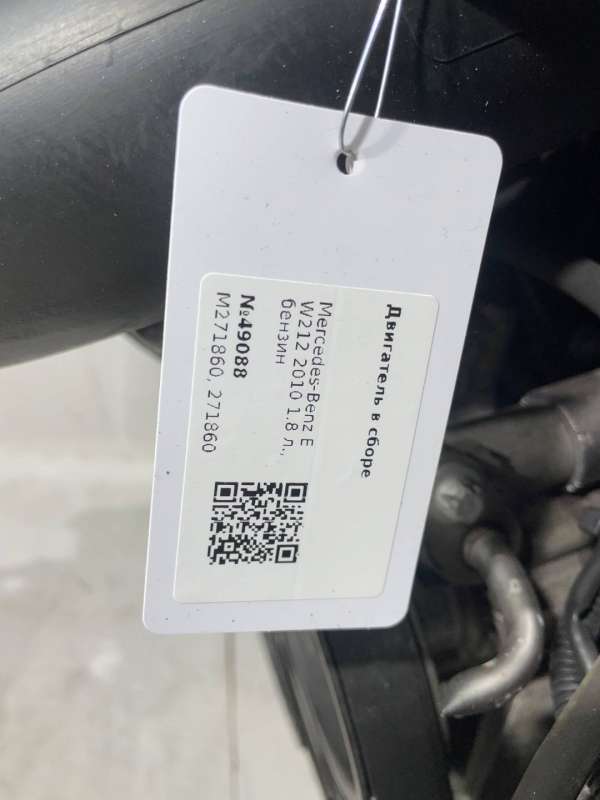 Двигатель в сборе
Mercedes-Benz E
W212 2010 1.8 л.,
бензин
№49088
M271860, 271860